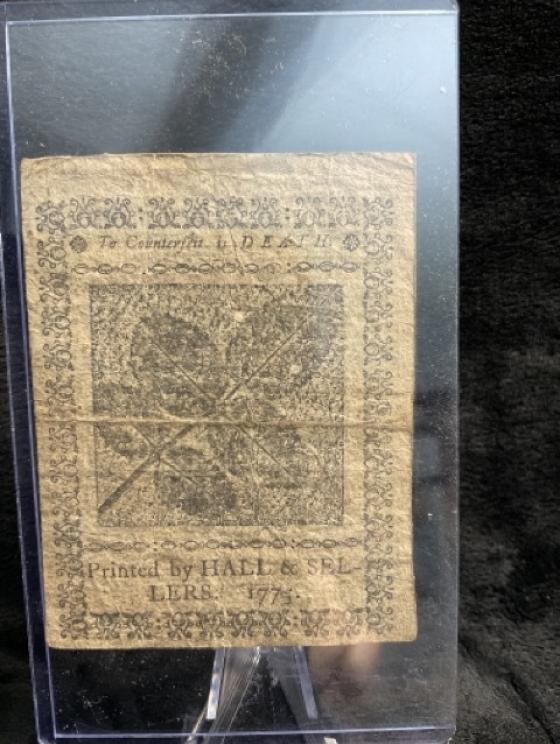 To Counterfeit is DEATH.
Printed by HALL & SEL-
LERS. 1775.